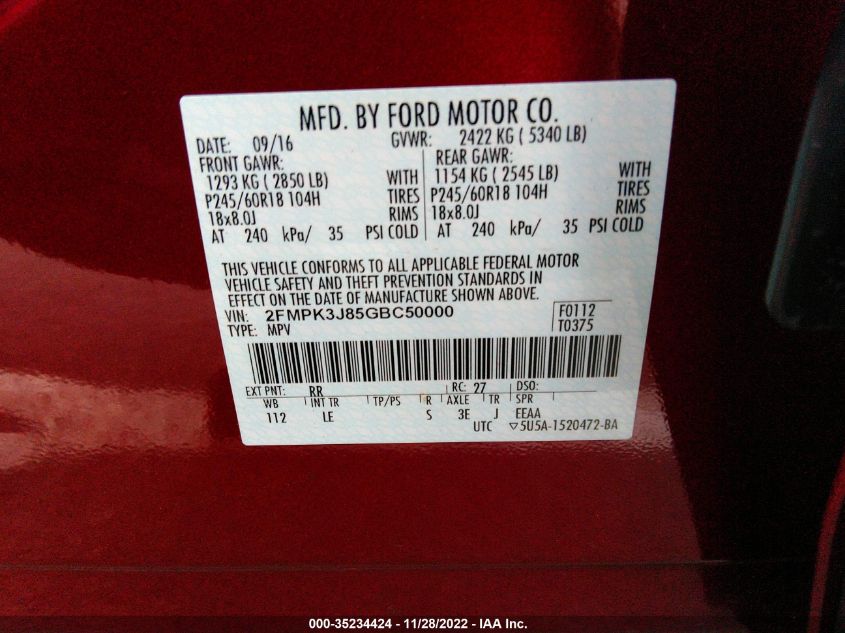 MFD. BY FORD MOTOR CO.
DATE: 09/16 GVWR: 2422 KG ( 5340 LB)
FRONT GAWR: REAR GAWR:
1293 KG ( 2850 LB) WITH 1154 KG ( 2545 LB) WITH
P245/60R18 104H TIRES P245/60R18 104H TIRES
18x8.0J RIMS 18x8.0J RIMS
AT 240 kPa/ 35 PSI COLD AT 240 kPa/ 35 PSI COLD
THIS VEHICLE CONFORMS TO ALL APPLICABLE FEDERAL MOTOR
VEHICLE SAFETY AND THEFT PREVENTION STANDARDS IN
EFFECT ON THE DATE OF MANUFACTURE SHOWN ABOVE.
VIN: 2FMPK3J85GBC50000 F0112
TYPE: MPV T0375
EXT PNT: RR RC: 27 DSO:
WB INT TR TP/PS R AXLE TR SPR
112 LE S 3E J EEAA
UTC ▽5U5A-1520472-BA
000-35234424 - 11/28/2022 - IAA Inc.